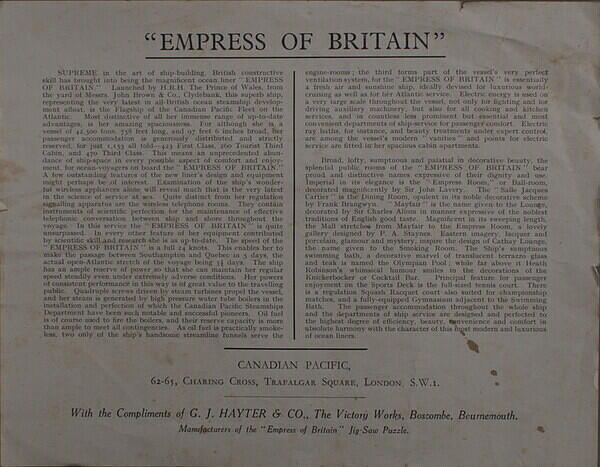 "EMPRESS OF BRITAIN"
SUPREME in the art of ship-building, British constructive
skill has brought into being the magnificent ocean liner "EMPRESS
OF BRITAIN." Launched by H.R.H. The Prince of Wales, from
the yard of Messrs. John Brown & Co., Clydebank, this superb ship,
representing the very latest in all-British ocean steamship develop-
ment afloat, is the Flagship of the Canadian Pacific Fleet on the
Atlantic. Most distinctive of all her immense range of up-to-date
advantages, is her amazing spaciousness. For although she is a
vessel of 42,500 tons, 758 feet long, and 97 feet 6 inches broad, her
passenger accommodation is generously distributed and strictly
reserved, for just 1,153 all told—423 First Class, 260 Tourist Third
Cabin, and 470 Third Class. This means an unprecedented abun-
dance of ship-space in every possible aspect of comfort and enjoy-
ment, for ocean-voyagers on board the "EMPRESS OF BRITAIN."
A few outstanding features of the new liner's design and equipment
might perhaps be of interest. Examination of the ship's wonder-
ful wireless appliances alone will reveal much that is the very latest
in the science of service at sea. Quite distinct from her regulation
signalling apparatus are the wireless telephone rooms. They contain
instruments of scientific perfection for the maintenance of effective
telephonic conversation between ship and shore throughout the
voyage. In this service the "EMPRESS OF BRITAIN" is quite
unsurpassed. In every other feature of her equipment contributed
by scientific skill and research she is as up-to-date. The speed of the
"EMPRESS OF BRITAIN" is a full 24 knots. This enables her to
make the passage between Southampton and Quebec in 5 days, the
actual open-Atlantic stretch of the voyage being 3½ days. The ship
has an ample reserve of power so that she can maintain her regular
speed steadily even under extremely adverse conditions. Her powers
of consistent performance in this way is of great value to the travelling
public. Quadruple screws driven by steam turbines propel the vessel,
and her steam is generated by high pressure water tube boilers in the
installation and perfection of which the Canadian Pacific Steamships
Department have been such notable and successful pioneers. Oil fuel
is of course used to fire the boilers, and their reserve capacity is more
than ample to meet all contingencies. As oil fuel is practically smoke-
less, two only of the ship's handsome streamline funnels serve the
engine-rooms; the third forms part of the vessel's very perfect
ventilation system, for the "EMPRESS OF BRITAIN" is essentially
a fresh air and sunshine ship, ideally devised for luxurious world-
cruising as well as for her Atlantic service. Electric energy is used on
a very large scale throughout the vessel, not only for lighting and for
driving auxiliary machinery, but also for all cooking and kitchen
services, and in countless less prominent but essential and most
convenient departments of ship-service for passenger comfort. Electric
ray baths, for instance, and beauty treatments under expert control,
are among the vessel's modern "vanities" and points for electric
service are fitted in her spacious cabin apartments.
Broad, lofty, sumptuous and palatial in decorative beauty, the
splendid public rooms of the "EMPRESS OF BRITAIN" bear
proud and distinctive names expressive of their dignity and use.
Imperial in its elegance is the "Empress Room," or Ball-room,
decorated magnificently by Sir John Lavery. The "Salle Jacques
Cartier" is the Dining Room, opulent in its noble decorative scheme
by Frank Brangwyn. "Mayfair" is the name given to the Lounge,
decorated by Sir Charles Allom in manner expressive of the noblest
traditions of English good taste. Magnificent in its sweeping length,
the Mall stretches from Mayfair to the Empress Room, a lovely
gallery designed by P. A. Staynes. Eastern imagery, lacquer and
porcelain, glamour and mystery, inspire the design of Cathay Lounge,
the name given to the Smoking Room. The Ship's sumptuous
swimming bath, a decorative marvel of translucent terrazzo glass
and teak is named the Olympian Pool; while far above it Heath
Robinson's whimsical humour smiles in the decorations of the
Knickerbocker or Cocktail Bar. Principal feature for passenger
enjoyment on the Sports Deck is the full-sized tennis court. There
is a regulation Squash Racquet court also suited for championship
matches, and a fully-equipped Gymnasium adjacent to the Swimming
Bath. The passenger accommodation throughout the whole ship
and the departments of ship service are designed and perfected to
the highest degree of efficiency, beauty, convenience and comfort in
absolute harmony with the character of this most modern and luxurious
of ocean liners.
CANADIAN PACIFIC,
62-65, CHARING CROSS, TRAFALGAR SQUARE, LONDON, S.W.1.
With the Compliments of G. J. HAYTER & CO., The Victory Works, Boscombe, Bournemouth.
Manufacturers of the "Empress of Britain" Jig-Saw Puzzle.